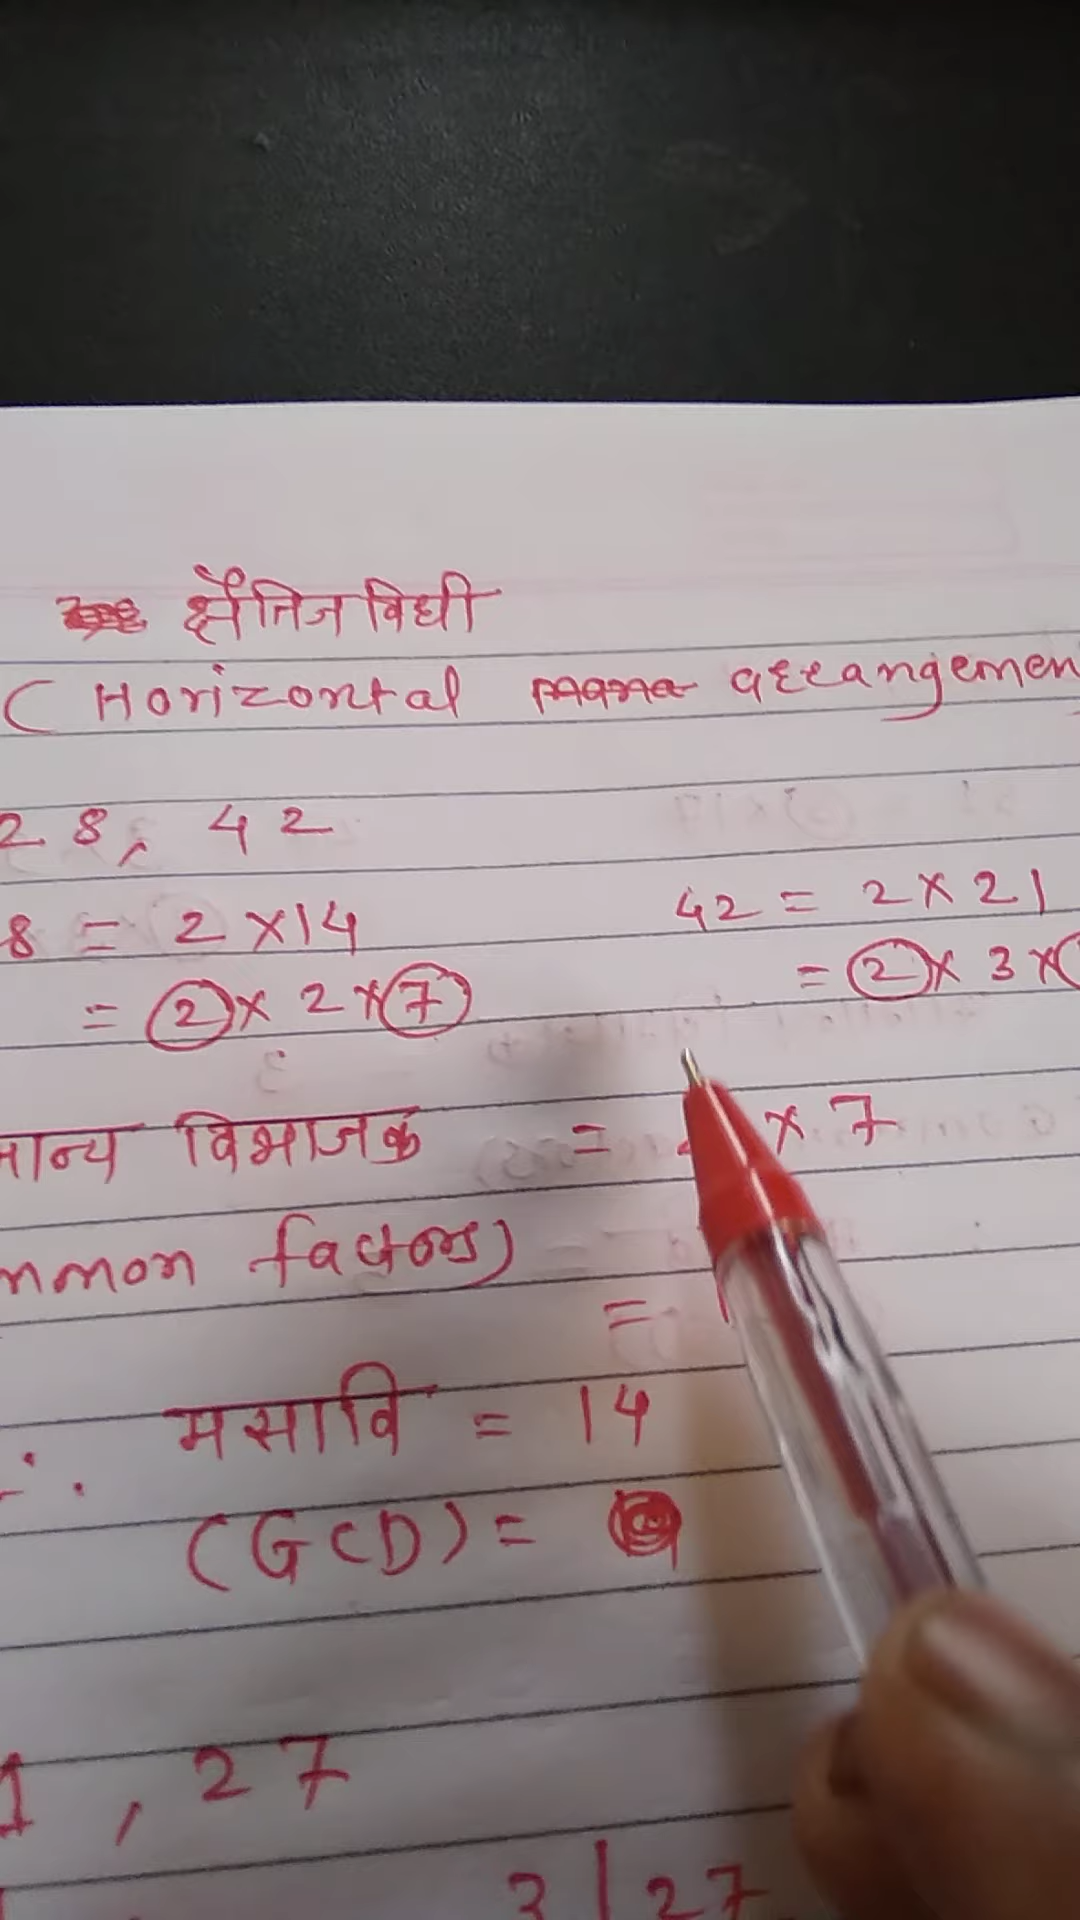 क्षैतिज विधी
(Horizontal arrangemen
28, 42
8 = 2 × 14 42 = 2 × 21
= 2 × 2 × 7 = 2 × 3 ×
मान्य विभाजक = × 7
mmon factors)
=
∴ मसावि = 14
(GCD) =
1, 27
3 | 27